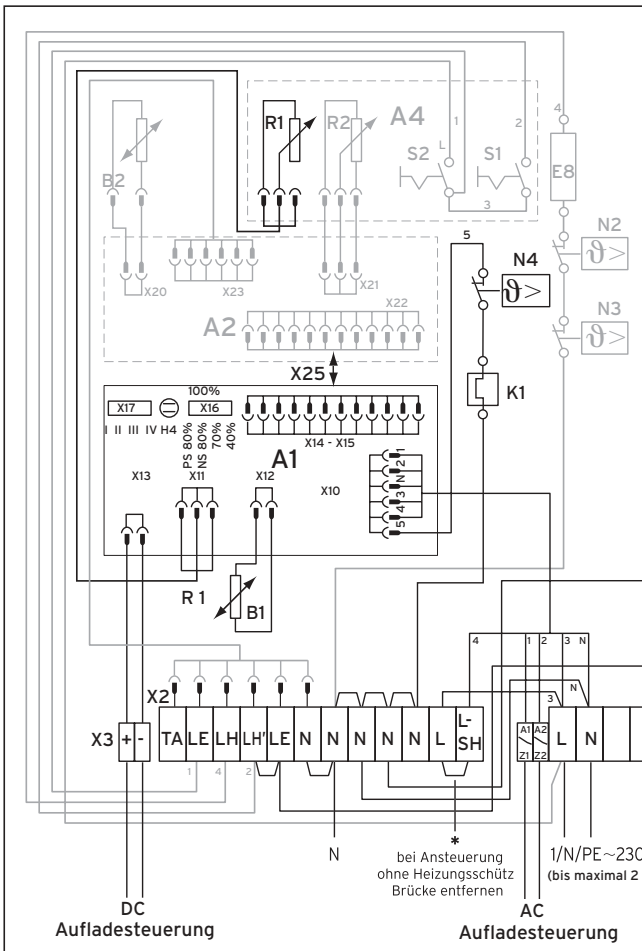 R1
R2
A4
1
2
4
B2
S2
L
S1
E8
3
N2
ϑ>
5
N4
ϑ>
X20
X23
X21
N3
ϑ>
A2
X22
X25
K1
100%
X17
X16
I II III IV H4
PS 80%
NS 80%
70%
40%
X14 - X15
A1
X13
X11
X12
X10
1
2
N
3
4
5
R 1
B1
4
1
2
3
N
X2
3
N
X3
+
-
TA
LE
LH
LH'
LE
N
N
N
N
N
L
L-SH
A1
Z1
A2
Z2
L
N
1
4
2
N
*
bei Ansteuerung
ohne Heizungsschütz
Brücke entfernen
1/N/PE~230
(bis maximal 2
DC
Aufladesteuerung
AC
Aufladesteuerung